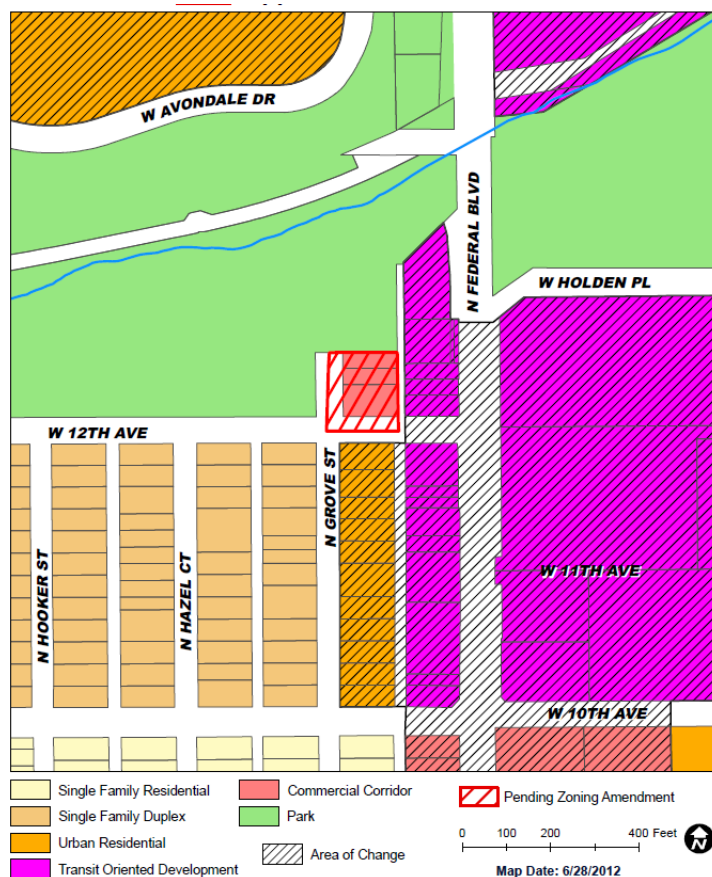 W AVONDALE DR
N FEDERAL BLVD
W HOLDEN PL
W 12TH AVE
N GROVE ST
N HOOKER ST
N HAZEL CT
W 11TH AVE
W 10TH AVE
Single Family Residential
Single Family Duplex
Urban Residential
Transit Oriented Development
Commercial Corridor
Park
Area of Change
Pending Zoning Amendment
0 100 200 400 Feet
N
Map Date: 6/28/2012